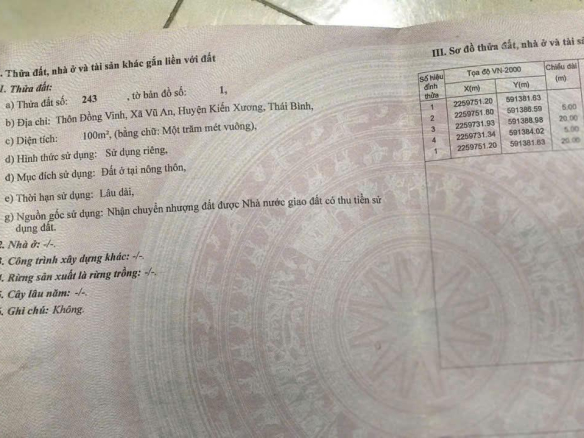 . Thửa đất, nhà ở và tài sản khác gắn liền với đất
1. Thửa đất:
a) Thửa đất số: 243 , tờ bản đồ số: 1,
b) Địa chỉ: Thôn Đồng Vinh, Xã Vũ An, Huyện Kiến Xương, Thái Bình,
c) Diện tích: 100m², (bằng chữ: Một trăm mét vuông),
d) Hình thức sử dụng: Sử dụng riêng,
đ) Mục đích sử dụng: Đất ở tại nông thôn,
e) Thời hạn sử dụng: Lâu dài,
g) Nguồn gốc sử dụng: Nhận chuyển nhượng đất được Nhà nước giao đất có thu tiền sử
dụng đất.
2. Nhà ở: -/-.
3. Công trình xây dựng khác: -/-.
4. Rừng sản xuất là rừng trồng: -/-.
5. Cây lâu năm: -/-.
6. Ghi chú: Không.
III. Sơ đồ thửa đất, nhà ở và tài
Số hiệu đỉnh thửa Tọa độ VN-2000 Chiều dài (m)
X(m) Y(m)
1 2259751.20 591381.63
5.00
2 2259751.60 591386.59
20.00
3 2259731.93 591388.98
5.00
4 2259731.34 591384.02
20.00
1 2259751.20 591381.63